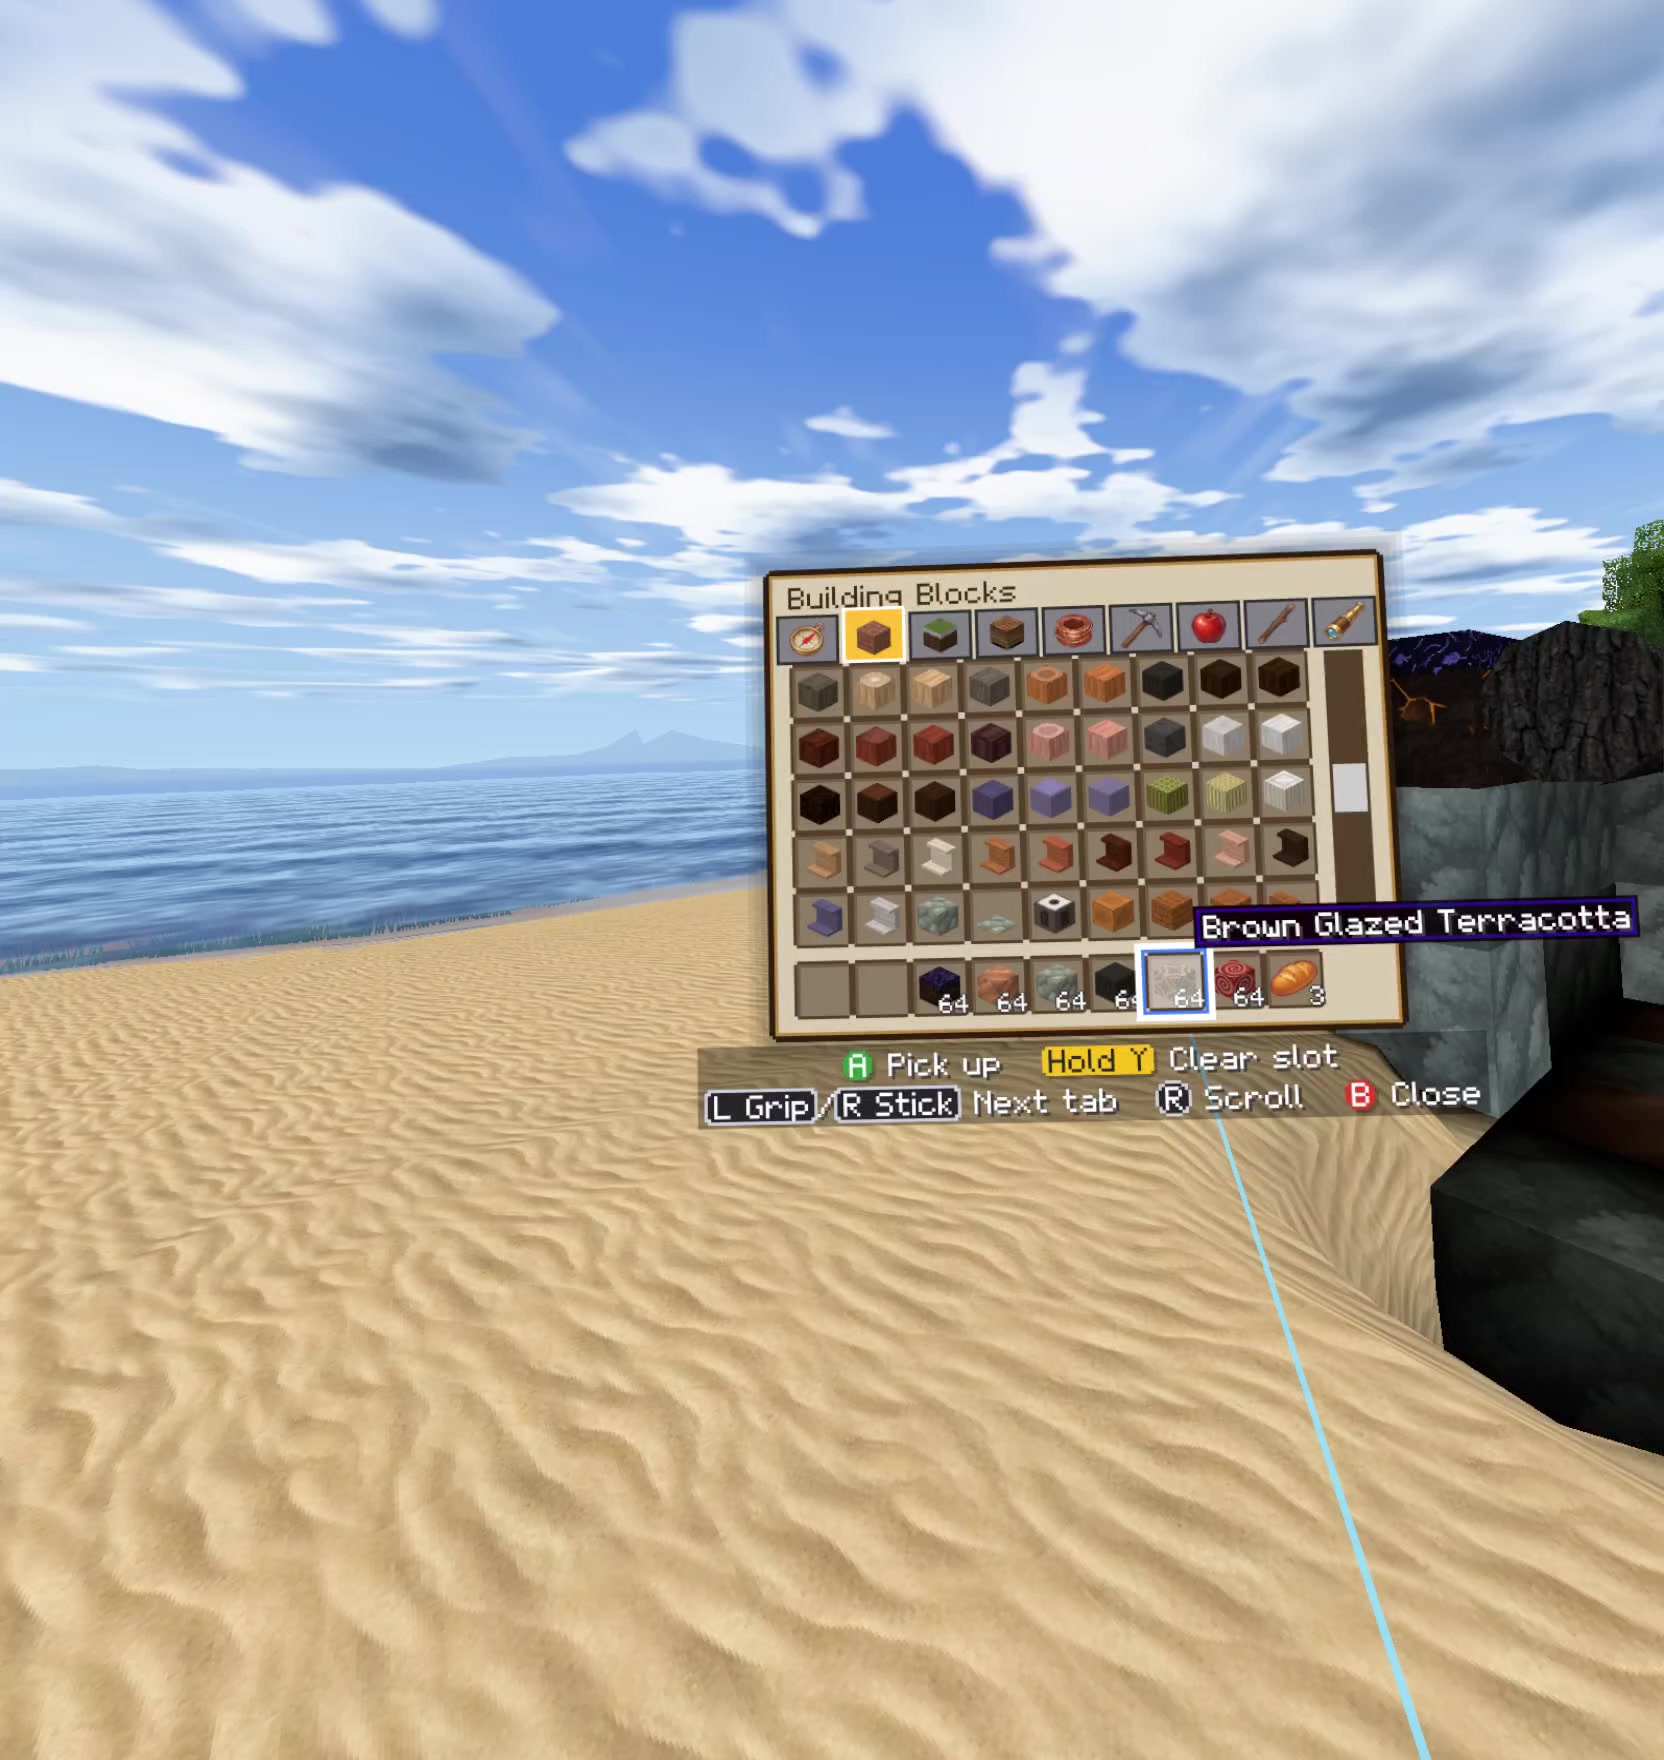 Building Blocks
Brown Glazed Terracotta
64 64 64 64 64 64 3
A Pick up Hold Y Clear slot
L Grip/R Stick Next tab R Scroll B Close